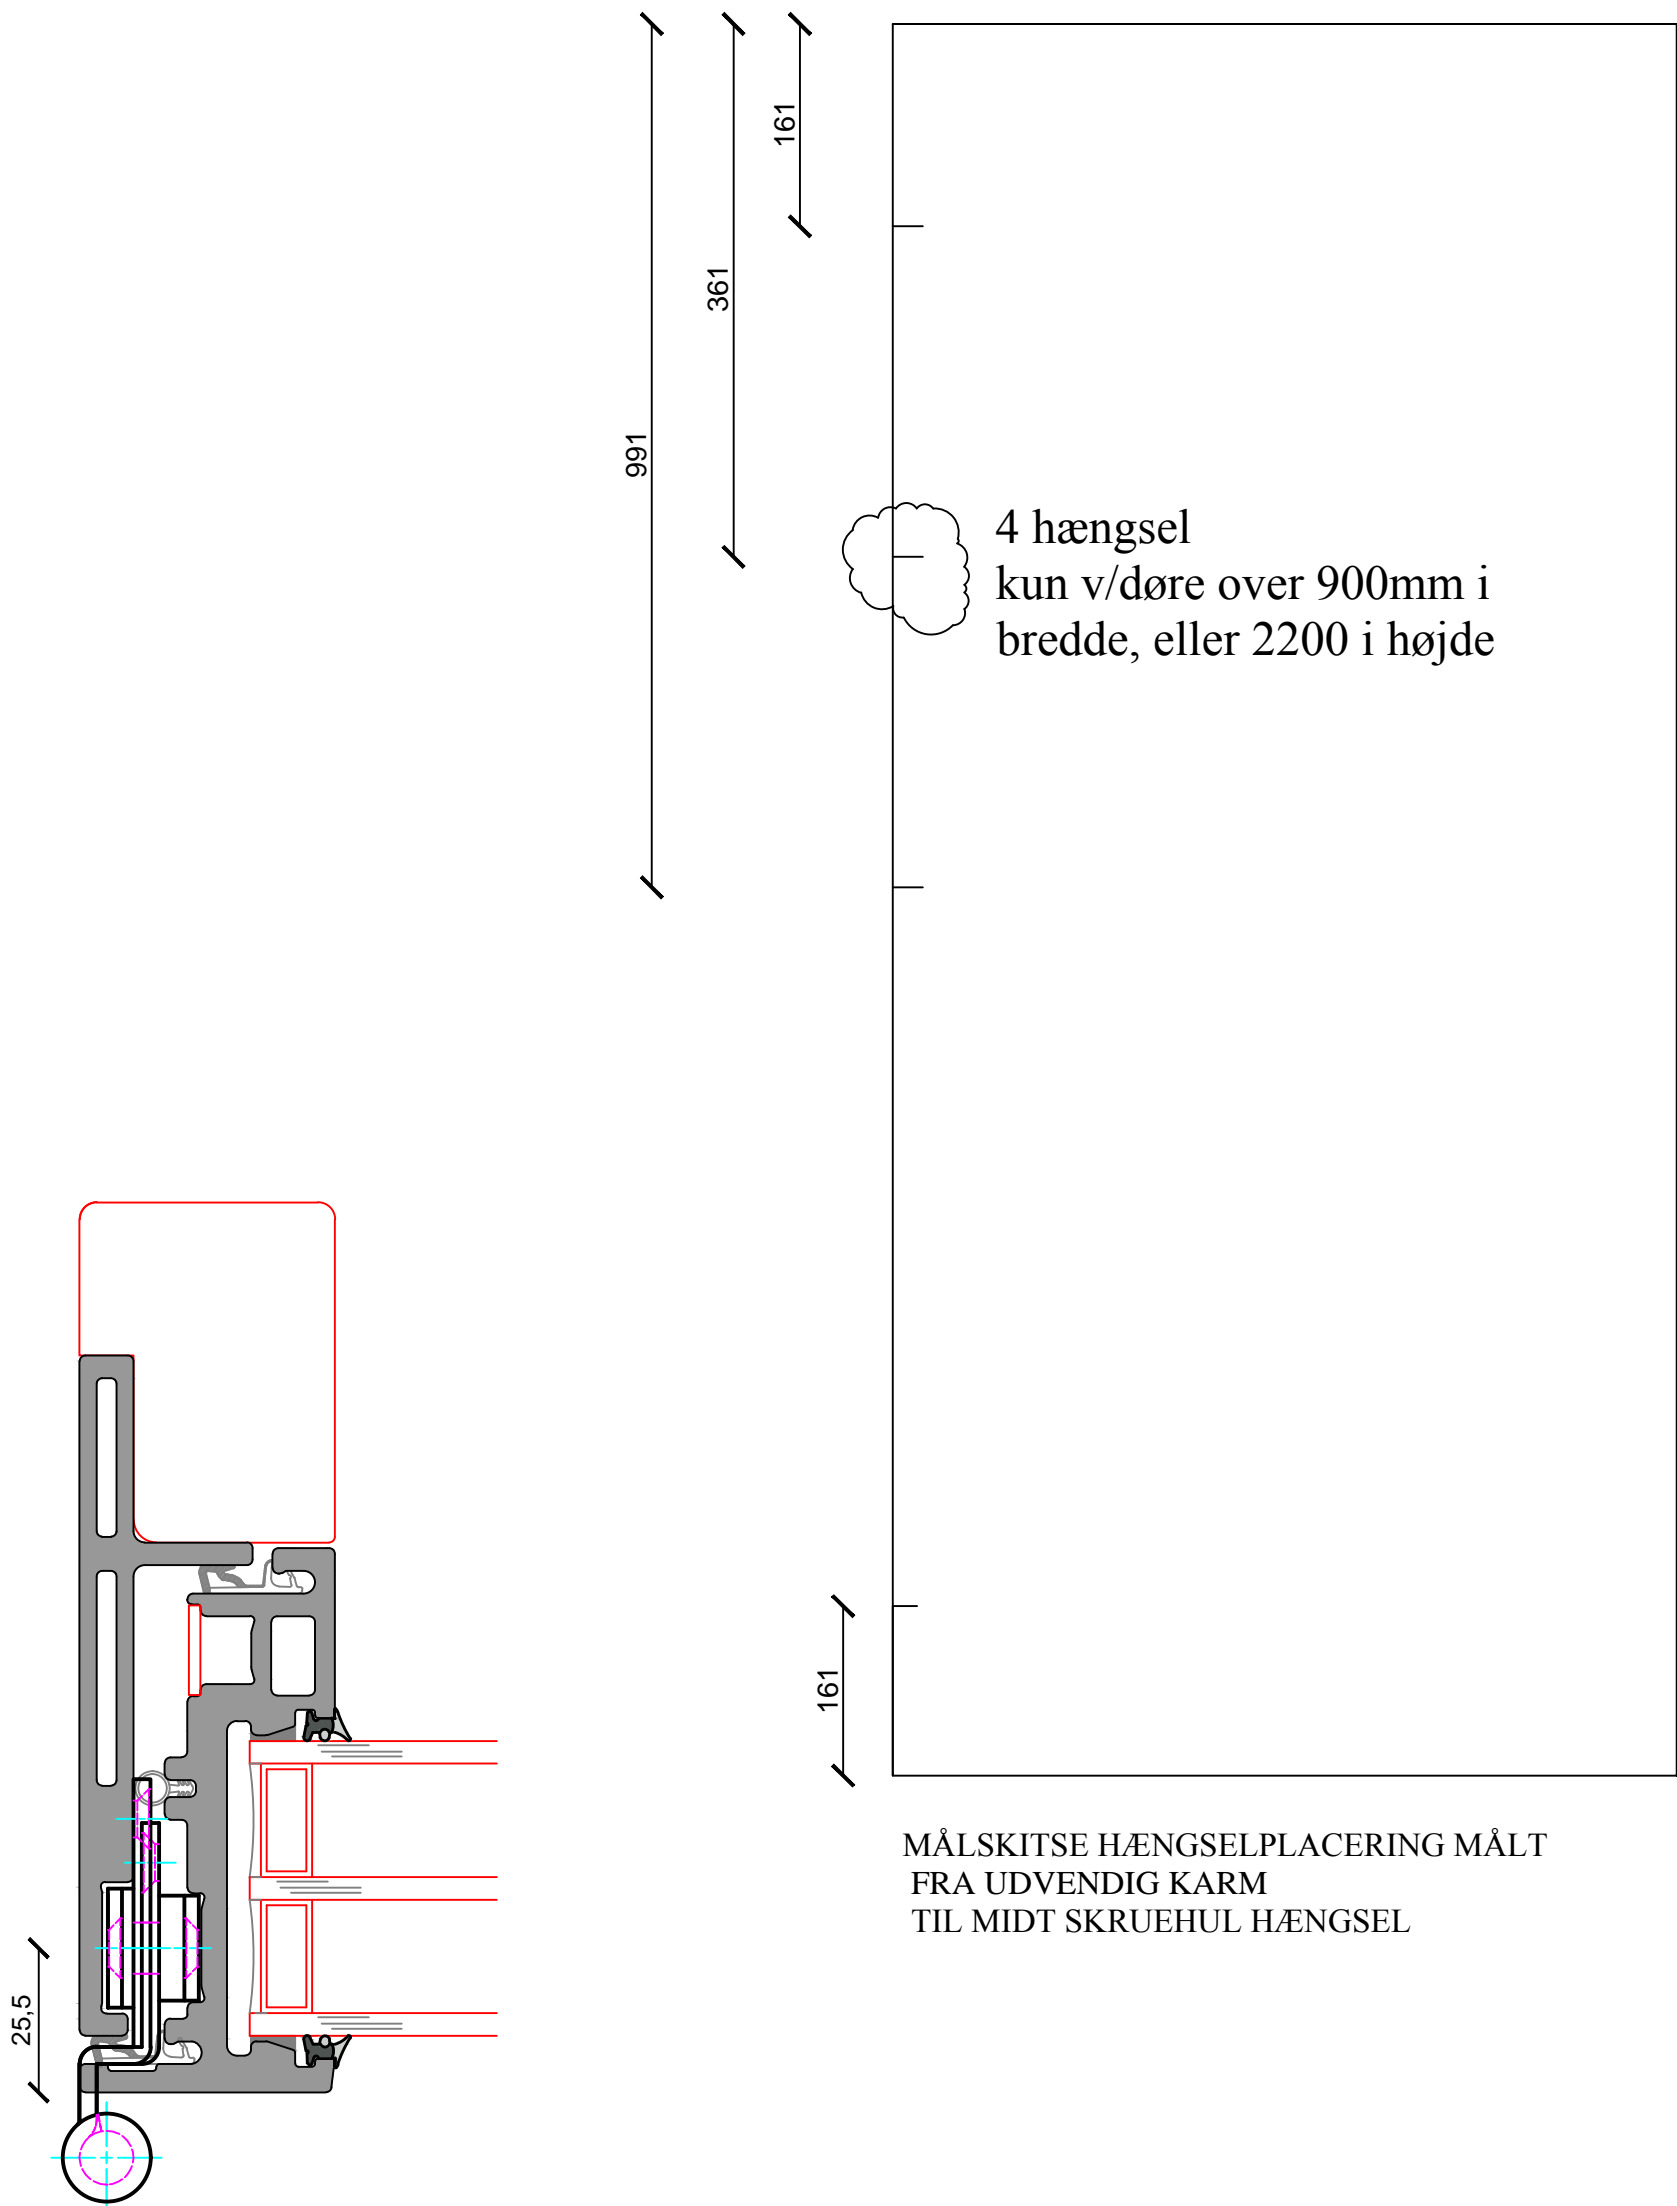 161
361
991
4 hængsel
kun v/døre over 900mm i
bredde, eller 2200 i højde
161
MÅLSKITSE HÆNGSELPLACERING MÅLT
FRA UDVENDIG KARM
TIL MIDT SKRUEHUL HÆNGSEL
25,5